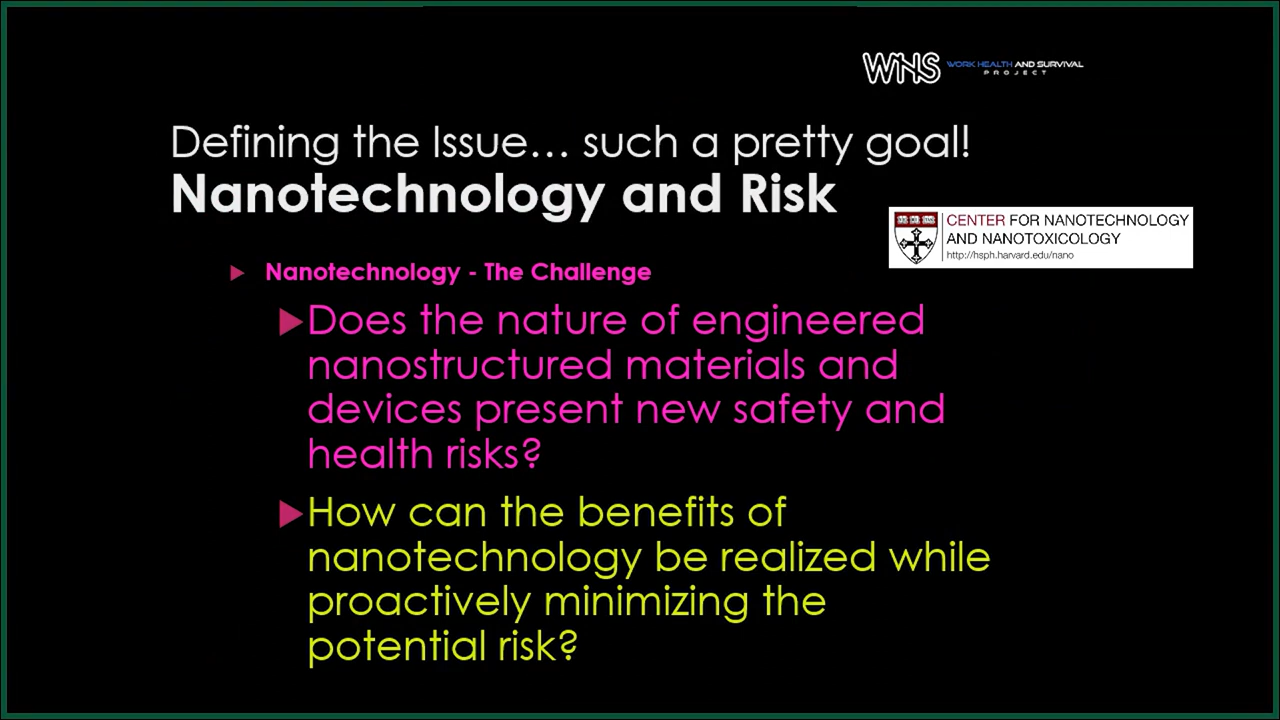 WHS WORK HEALTH AND SURVIVAL
PROJECT
Defining the Issue... such a pretty goal!
Nanotechnology and Risk
CENTER FOR NANOTECHNOLOGY
AND NANOTOXICOLOGY
http://hsph.harvard.edu/nano
Nanotechnology - The Challenge
Does the nature of engineered
nanostructured materials and
devices present new safety and
health risks?
How can the benefits of
nanotechnology be realized while
proactively minimizing the
potential risk?